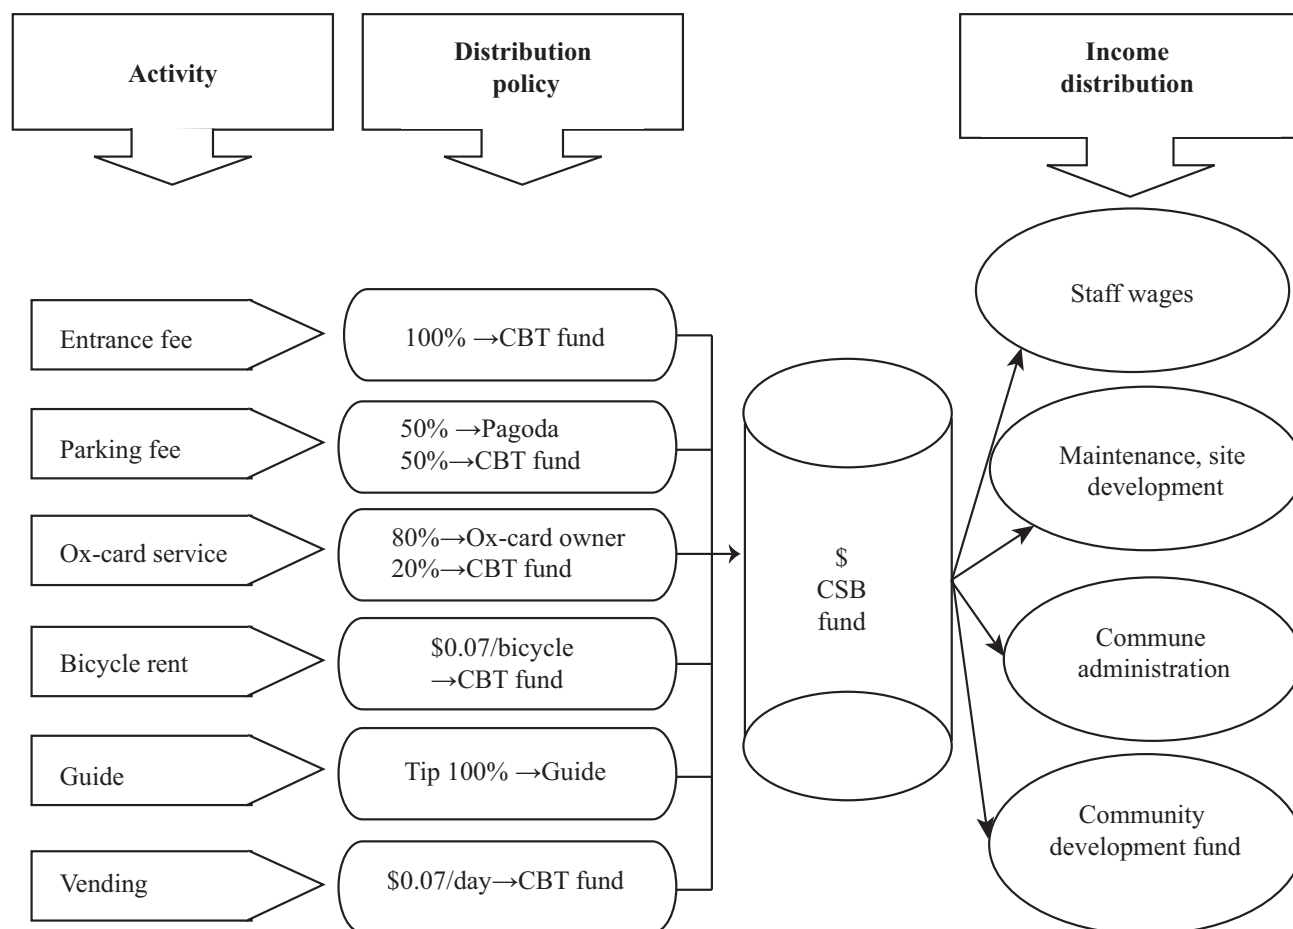 Activity
Distribution
policy
Income
distribution
Entrance fee
100% →CBT fund
Parking fee
50% →Pagoda
50%→CBT fund
Ox-card service
80%→Ox-card owner
20%→CBT fund
Bicycle rent
$0.07/bicycle
→CBT fund
Guide
Tip 100% →Guide
Vending
$0.07/day→CBT fund
$
CSB
fund
Staff wages
Maintenance, site
development
Commune
administration
Community
development fund